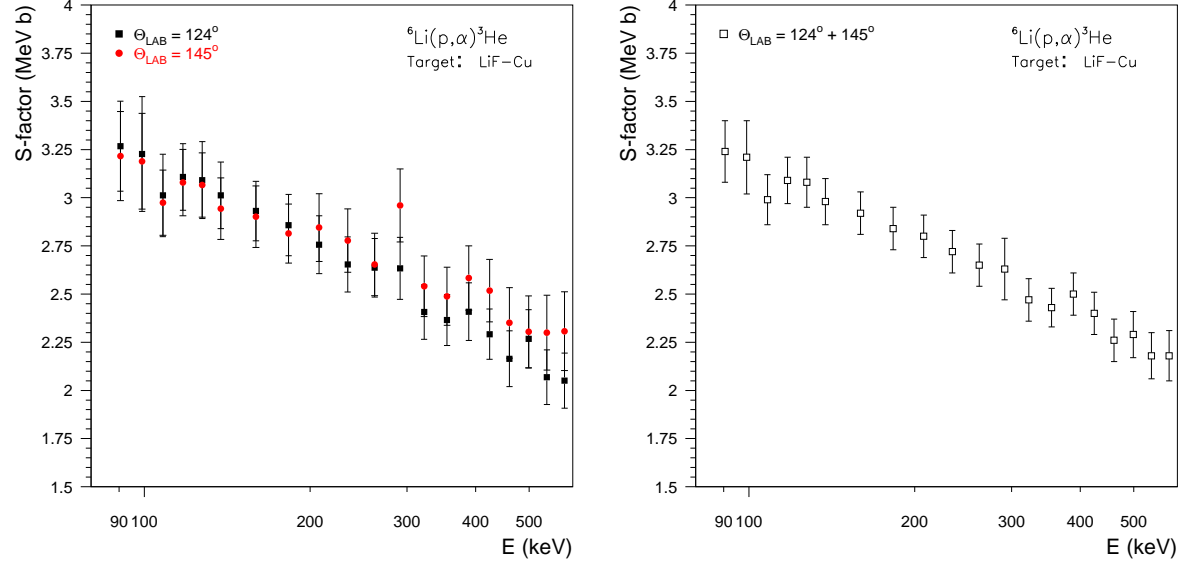 S-factor (MeV b)
4
3.75
3.5
3.25
3
2.75
2.5
2.25
2
1.75
1.5
Θ_LAB = 124°
Θ_LAB = 145°
⁶Li(p,α)³He
Target: LiF-Cu
90 100 200 300 400 500
E (keV)
S-factor (MeV b)
4
3.75
3.5
3.25
3
2.75
2.5
2.25
2
1.75
1.5
Θ_LAB = 124° + 145°
⁶Li(p,α)³He
Target: LiF-Cu
90 100 200 300 400 500
E (keV)